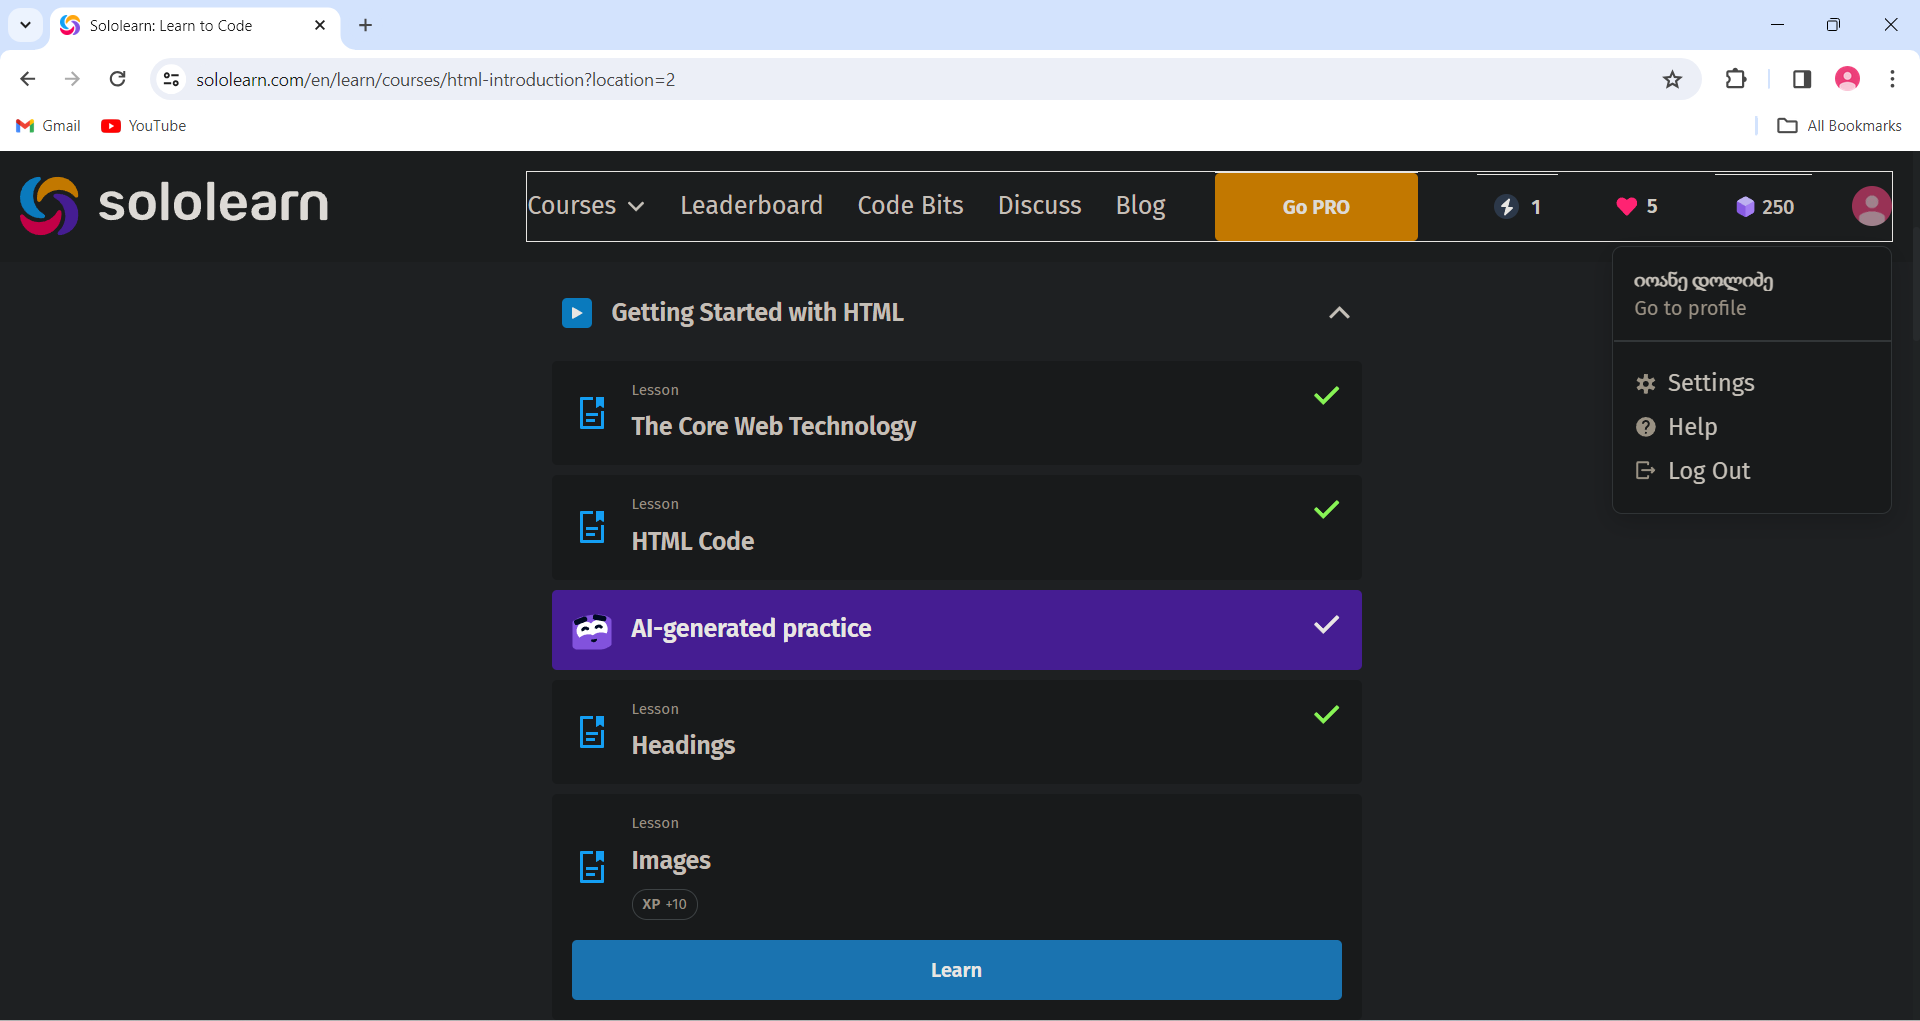 Sololearn: Learn to Code
sololearn.com/en/learn/courses/html-introduction?location=2
Gmail
YouTube
All Bookmarks
sololearn
Courses
Leaderboard
Code Bits
Discuss
Blog
Go PRO
1
5
250
იოანე დოლიძე
Go to profile
Settings
Help
Log Out
Getting Started with HTML
Lesson
The Core Web Technology
Lesson
HTML Code
AI-generated practice
Lesson
Headings
Lesson
Images
XP +10
Learn